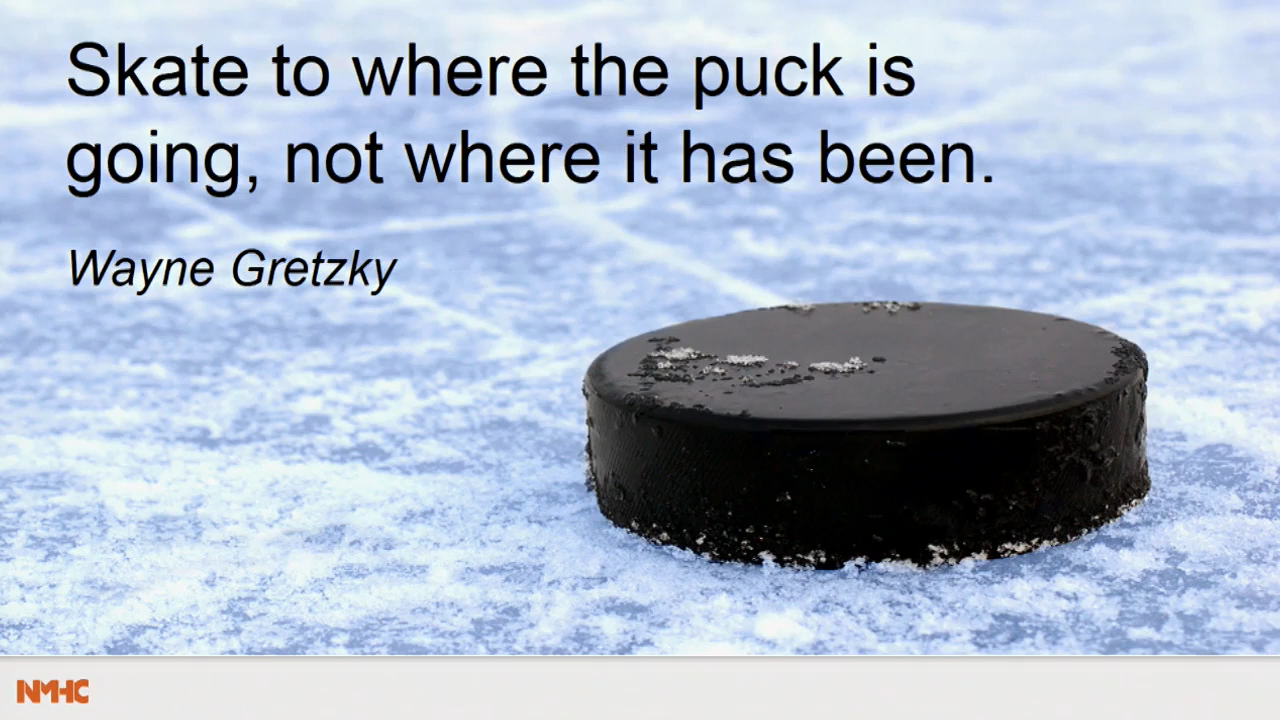 Skate to where the puck is
going, not where it has been.
Wayne Gretzky
NMHC